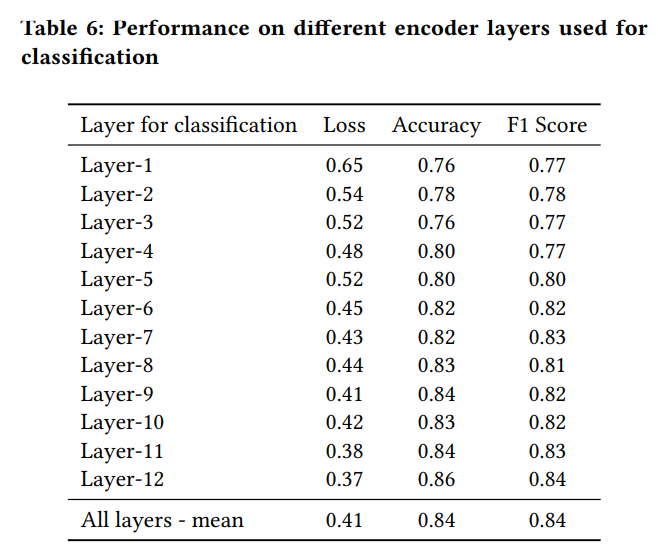 Table 6: Performance on different encoder layers used for
classification
Layer for classification Loss Accuracy F1 Score
Layer-1 0.65 0.76 0.77
Layer-2 0.54 0.78 0.78
Layer-3 0.52 0.76 0.77
Layer-4 0.48 0.80 0.77
Layer-5 0.52 0.80 0.80
Layer-6 0.45 0.82 0.82
Layer-7 0.43 0.82 0.83
Layer-8 0.44 0.83 0.81
Layer-9 0.41 0.84 0.82
Layer-10 0.42 0.83 0.82
Layer-11 0.38 0.84 0.83
Layer-12 0.37 0.86 0.84
All layers - mean 0.41 0.84 0.84